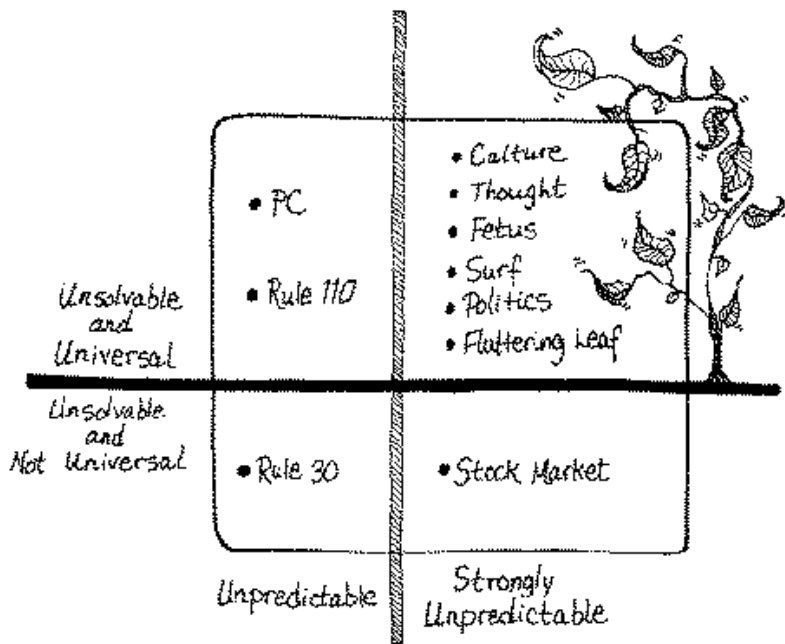 • Culture
• Thought
• PC
• Fetus
• Surf
• Rule 110
• Politics
• Fluttering Leaf
Unsolvable
and
Universal
Unsolvable
and
Not Universal
• Rule 30
• Stock Market
Unpredictable
Strongly
Unpredictable